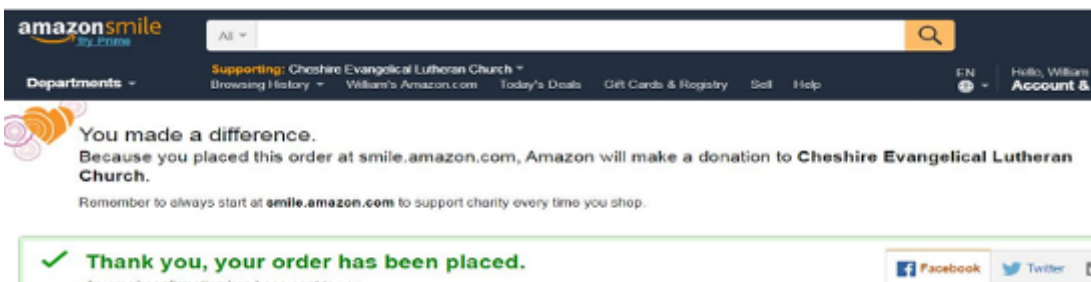 amazonsmile
Try Prime
All
Supporting: Cheshire Evangelical Lutheran Church
Departments
Browsing History William's Amazon.com Today's Deals Gift Cards & Registry Sell Help
EN
Hello, William
Account &
You made a difference.
Because you placed this order at smile.amazon.com, Amazon will make a donation to Cheshire Evangelical Lutheran
Church.
Remember to always start at smile.amazon.com to support charity every time you shop.
Thank you, your order has been placed.
Facebook Twitter